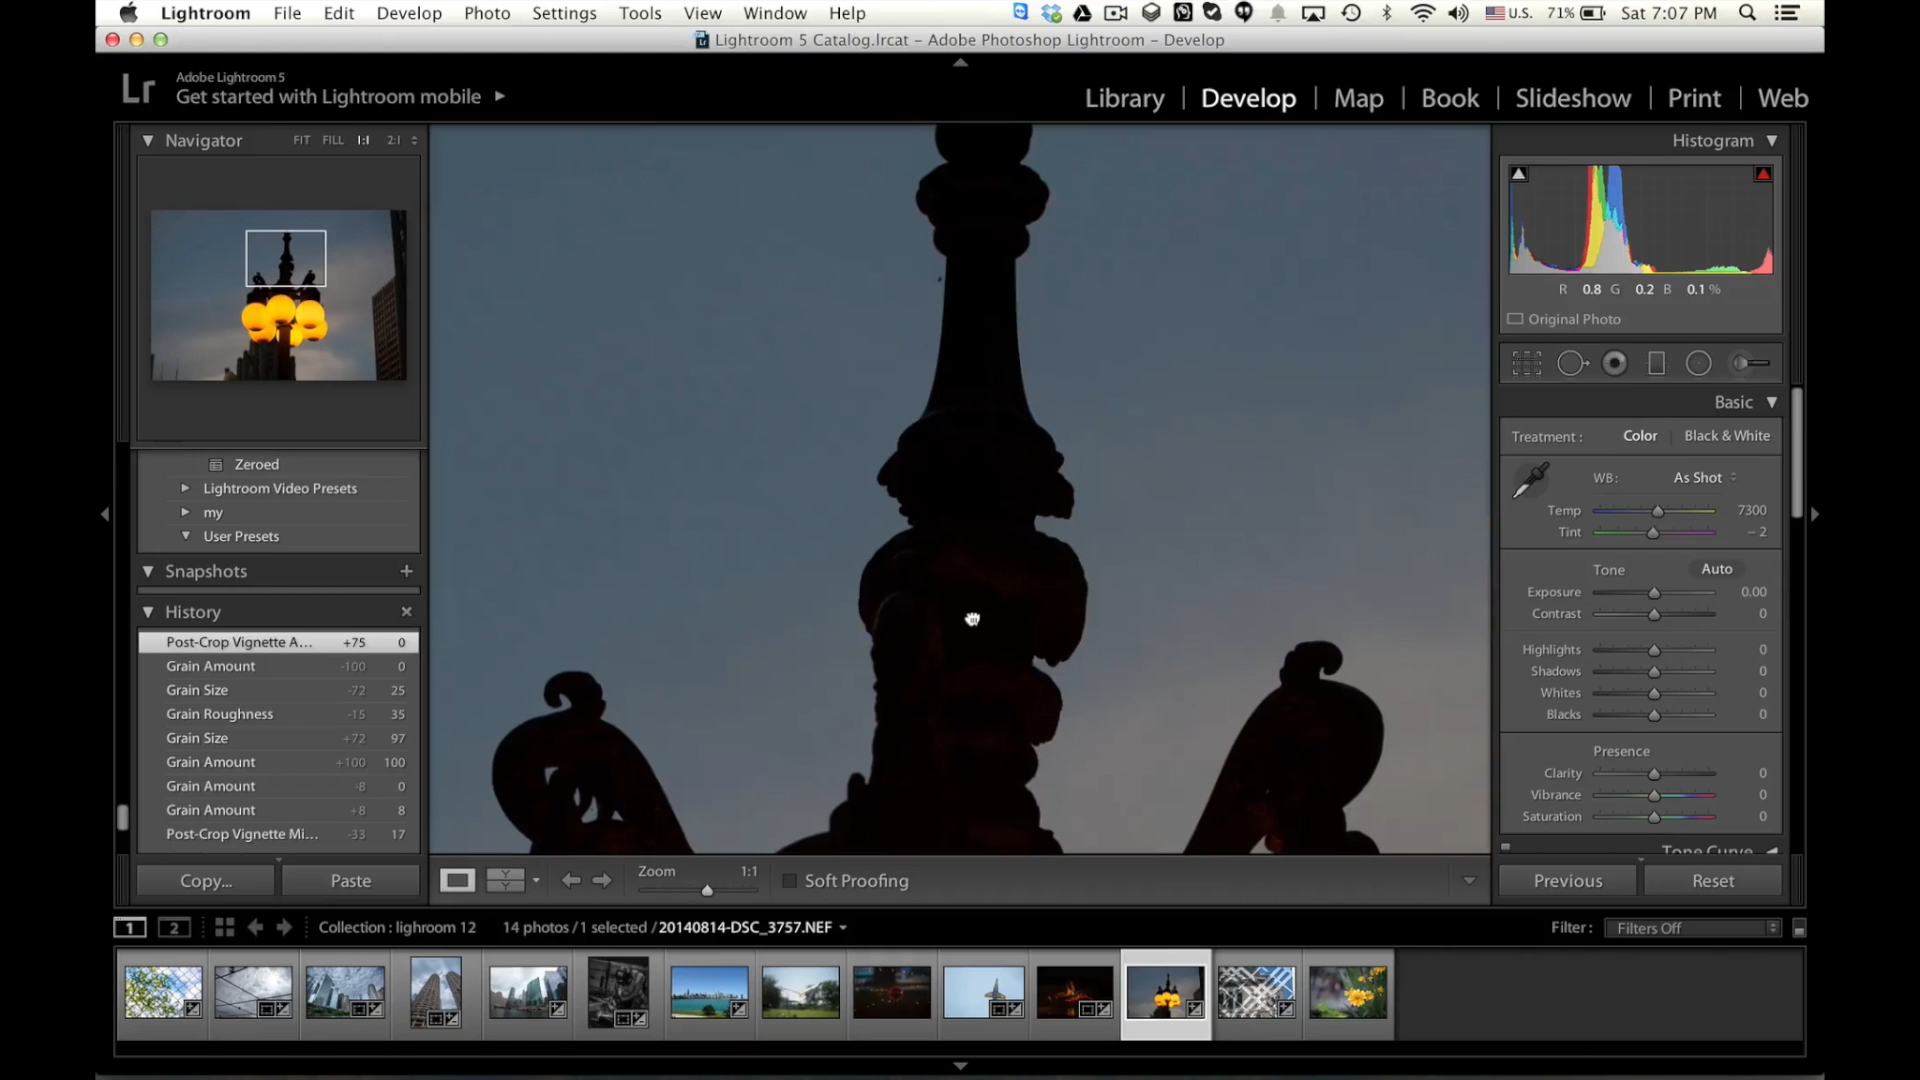 Lightroom File Edit Develop Photo Settings Tools View Window Help U.S. 71% Sat 7:07 PM
Lightroom 5 Catalog.lrcat – Adobe Photoshop Lightroom – Develop
Lr Adobe Lightroom 5
Get started with Lightroom mobile
Library | Develop | Map | Book | Slideshow | Print | Web
Navigator FIT FILL 1:1 2:1
Zeroed
Lightroom Video Presets
my
User Presets
Snapshots +
History ×
Post-Crop Vignette A... +75 0
Grain Amount -100 0
Grain Size -72 25
Grain Roughness -15 35
Grain Size +72 97
Grain Amount +100 100
Grain Amount -8 0
Grain Amount +8 8
Post-Crop Vignette Mi... -33 17
Copy... Paste
Y Y Zoom 1:1 Soft Proofing
Histogram
R 0.8 G 0.2 B 0.1 %
Original Photo
Basic
Treatment : Color | Black & White
WB: As Shot
Temp 7300
Tint – 2
Tone Auto
Exposure 0.00
Contrast 0
Highlights 0
Shadows 0
Whites 0
Blacks 0
Presence
Clarity 0
Vibrance 0
Saturation 0
Tone Curve
Previous Reset
1 2 Collection : lighroom 12 14 photos / 1 selected / 20140814-DSC_3757.NEF Filter : Filters Off